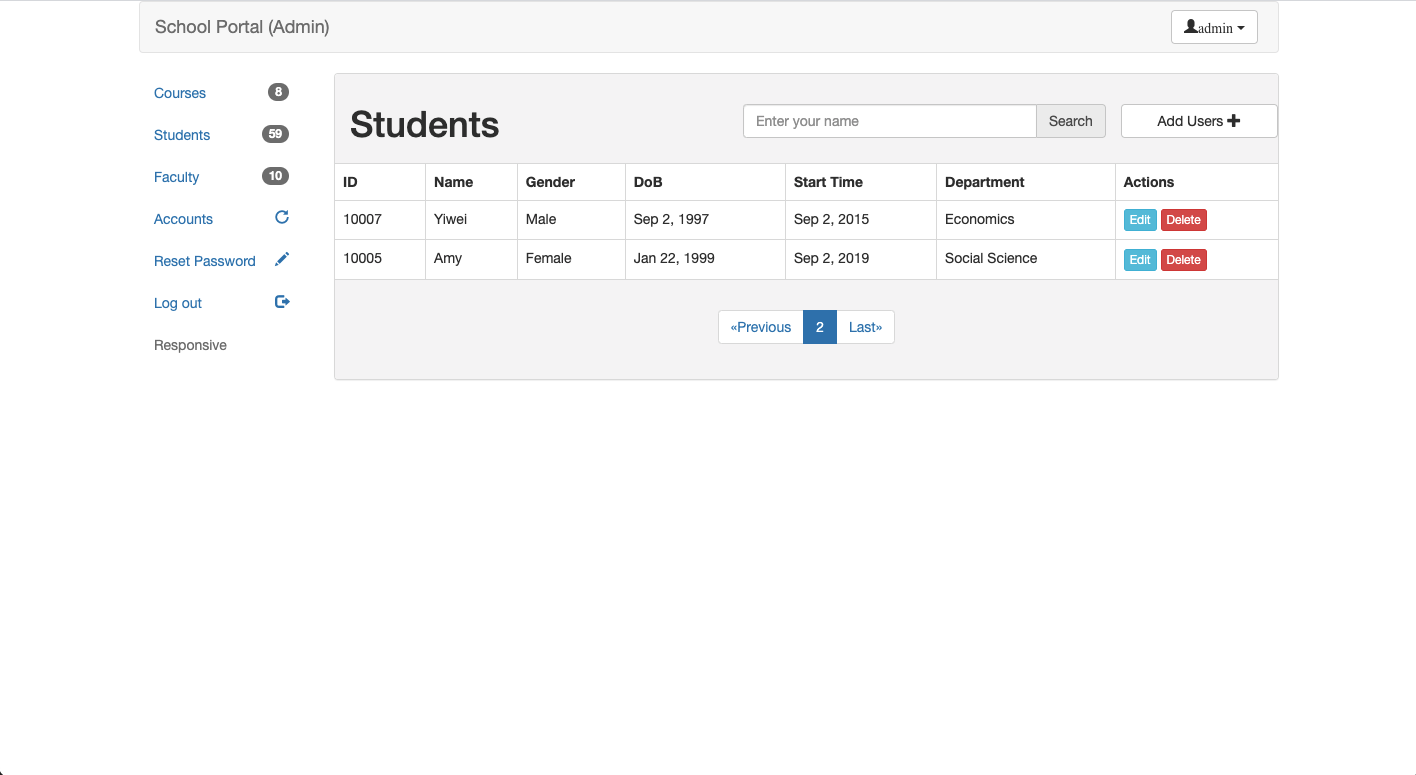 School Portal (Admin)
admin
Courses 8
Students 59
Faculty 10
Accounts
Reset Password
Log out
Responsive
Students
Enter your name Search Add Users
ID Name Gender DoB Start Time Department Actions
10007 Yiwei Male Sep 2, 1997 Sep 2, 2015 Economics Edit Delete
10005 Amy Female Jan 22, 1999 Sep 2, 2019 Social Science Edit Delete
«Previous 2 Last»